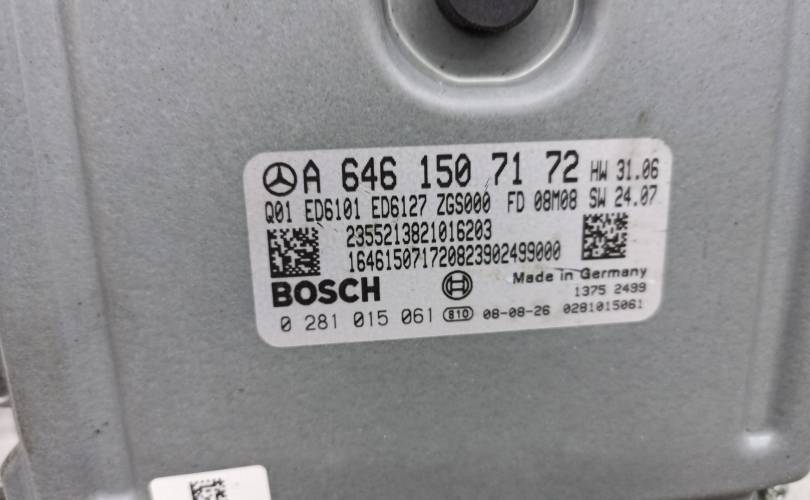 A 646 150 71 72 HW 31.06
Q01 ED6101 ED6127 ZGS000 FD 08M08 SW 24.07
2355213821016203
164615071720823902499000
BOSCH Made in Germany
1375 2499
0 281 015 061 810 08-08-26 0281015061